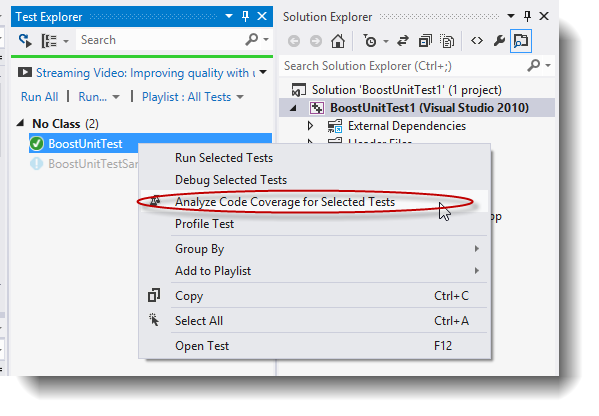 Test Explorer
Search
Streaming Video: Improving quality with
Run All | Run... | Playlist : All Tests
No Class (2)
BoostUnitTest
BoostUnitTestSa
Solution Explorer
Search Solution Explorer (Ctrl+;)
Solution 'BoostUnitTest1' (1 project)
BoostUnitTest1 (Visual Studio 2010)
External Dependencies
Run Selected Tests
Debug Selected Tests
Analyze Code Coverage for Selected Tests
Profile Test
Group By
Add to Playlist
Copy Ctrl+C
Select All Ctrl+A
Open Test F12